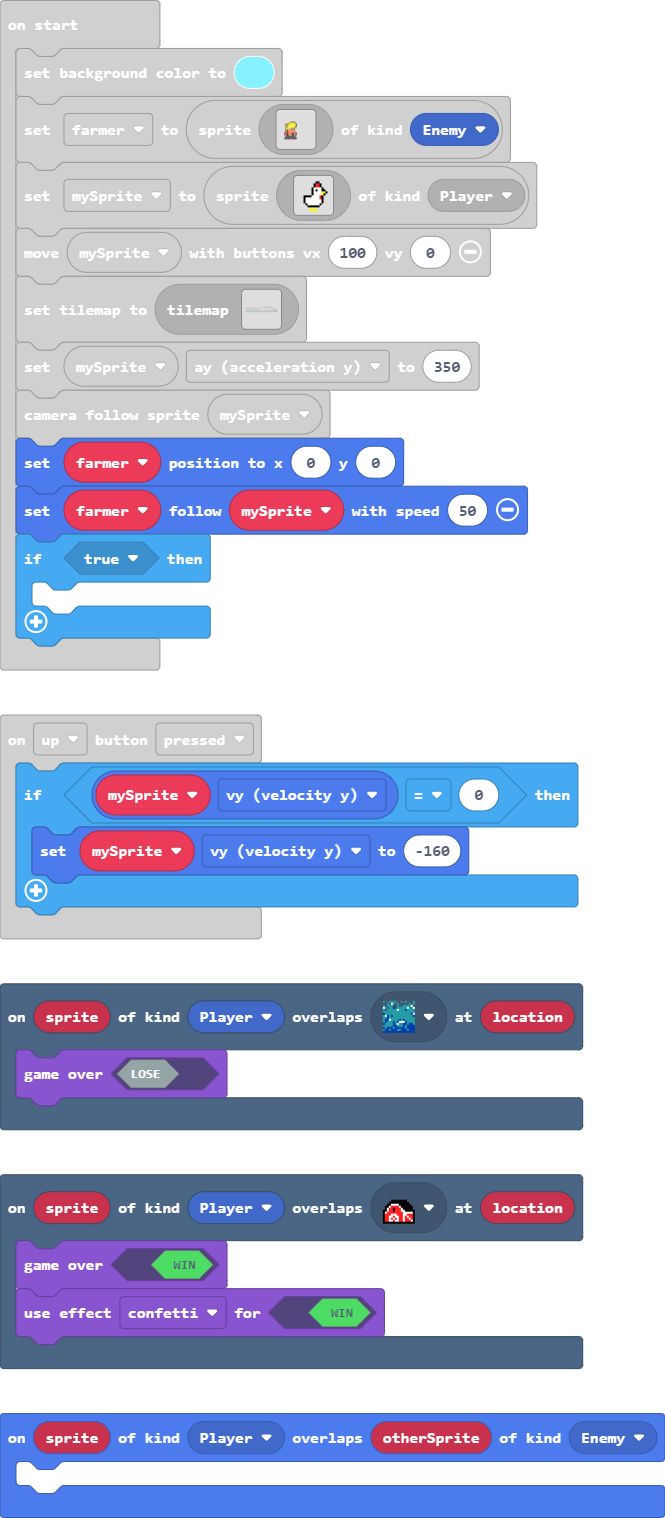 on start
set background color to
set farmer to sprite of kind Enemy
set mySprite to sprite of kind Player
move mySprite with buttons vx 100 vy 0
set tilemap to tilemap
set mySprite ay (acceleration y) to 350
camera follow sprite mySprite
set farmer position to x 0 y 0
set farmer follow mySprite with speed 50
if true then
on up button pressed
if mySprite vy (velocity y) = 0 then
set mySprite vy (velocity y) to -160
on sprite of kind Player overlaps at location
game over LOSE
on sprite of kind Player overlaps at location
game over WIN
use effect confetti for WIN
on sprite of kind Player overlaps otherSprite of kind Enemy